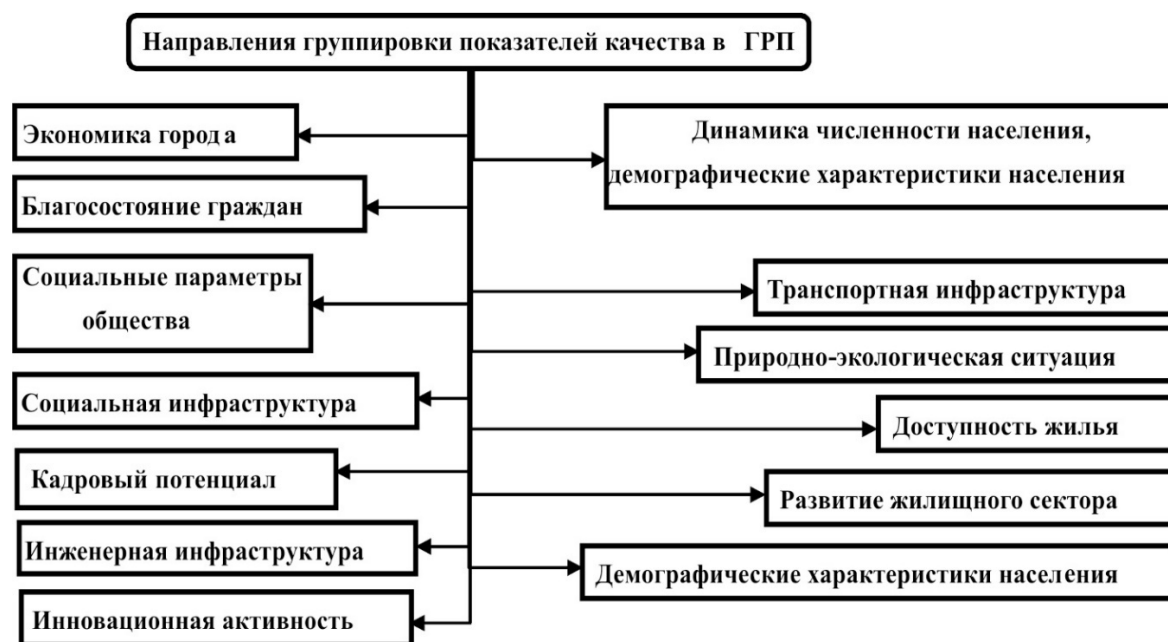 Направления группировки показателей качества в ГРП
Экономика города
Благосостояние граждан
Социальные параметры
общества
Социальная инфраструктура
Кадровый потенциал
Инженерная инфраструктура
Инновационная активность
Динамика численности населения,
демографические характеристики населения
Транспортная инфраструктура
Природно-экологическая ситуация
Доступность жилья
Развитие жилищного сектора
Демографические характеристики населения